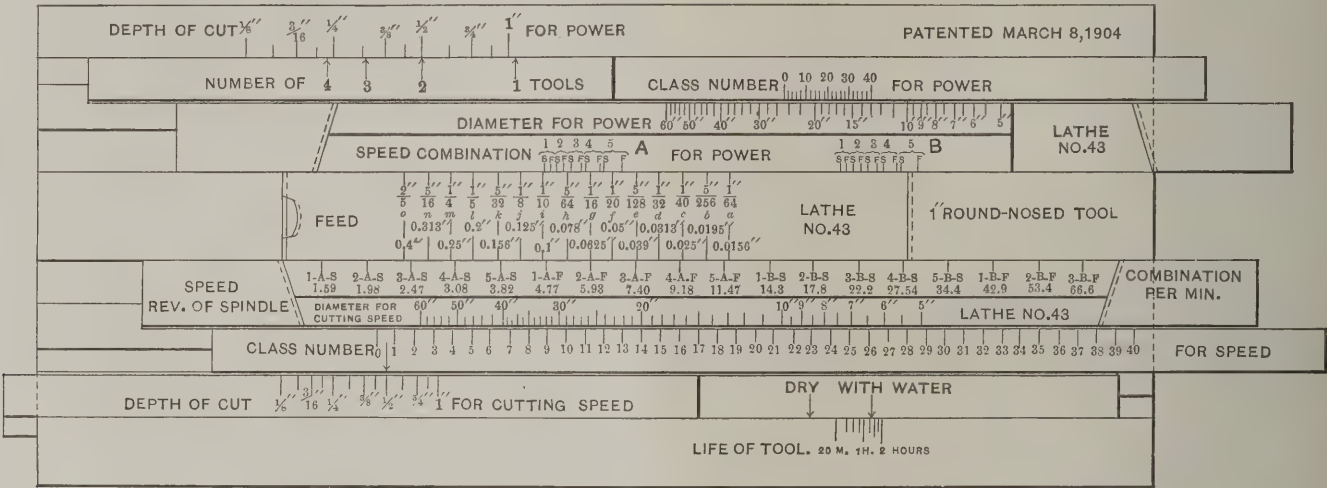 DEPTH OF CUT 1/8" 3/16" 1/4" 3/8" 1/2" 3/4" 1" FOR POWER PATENTED MARCH 8, 1904
NUMBER OF 4 3 2 1 TOOLS CLASS NUMBER 0 10 20 30 40 FOR POWER
DIAMETER FOR POWER 60" 50" 40" 30" 20" 15" 10" 9" 8" 7" 6" 5"
LATHE
NO.43
SPEED COMBINATION 1 2 3 4 5 A FOR POWER 1 2 3 4 5 B
S F S F S F S F S F S F S F S F S F S F
FEED
2"/5 5"/16 1"/4 1"/5 5"/32 1"/8 1"/10 5"/64 1"/16 1"/20 5"/128 1"/32 1"/40 5"/256 1"/64
o n m l k j i h g f e d c b a
0.313" 0.2" 0.125" 0.078" 0.05" 0.0313" 0.0195"
0.4" 0.25" 0.156" 0.1" 0.0625" 0.039" 0.025" 0.0156"
LATHE
NO.43
1" ROUND-NOSED TOOL
SPEED
REV. OF SPINDLE
1-A-S 2-A-S 3-A-S 4-A-S 5-A-S 1-A-F 2-A-F 3-A-F 4-A-F 5-A-F 1-B-S 2-B-S 3-B-S 4-B-S 5-B-S 1-B-F 2-B-F 3-B-F
1.59 1.98 2.47 3.08 3.82 4.77 5.93 7.40 9.18 11.47 14.3 17.8 22.2 27.54 34.4 42.9 53.4 66.6
COMBINATION
PER MIN.
DIAMETER FOR
CUTTING SPEED
60" 50" 40" 30" 20" 10" 9" 8" 7" 6" 5"
LATHE NO.43
CLASS NUMBER 0 1 2 3 4 5 6 7 8 9 10 11 12 13 14 15 16 17 18 19 20 21 22 23 24 25 26 27 28 29 30 31 32 33 34 35 36 37 38 39 40 FOR SPEED
DEPTH OF CUT 1/8" 3/16" 1/4" 3/8" 1/2" 3/4" 1" FOR CUTTING SPEED
DRY WITH WATER
LIFE OF TOOL. 20 M. 1H. 2 HOURS